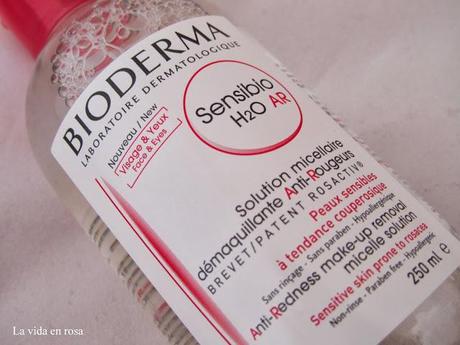 BIODERMA
LABORATOIRE DERMATOLOGIQUE
Nouveau / New
Visage & Yeux
Face & Eyes
Sensibio
H2O AR
Solution micellaire
démaquillante Anti-Rougeurs
BREVET/PATENT ROSACTIV®
Peaux sensibles
à tendance couperosique
Sans rinçage - Sans paraben - Hypoallergénique
Anti-Redness make-up removal
micelle solution
Sensitive skin prone to rosacea
Non-rinse - Paraben free - Hypoallergenic
250 ml e
La vida en rosa